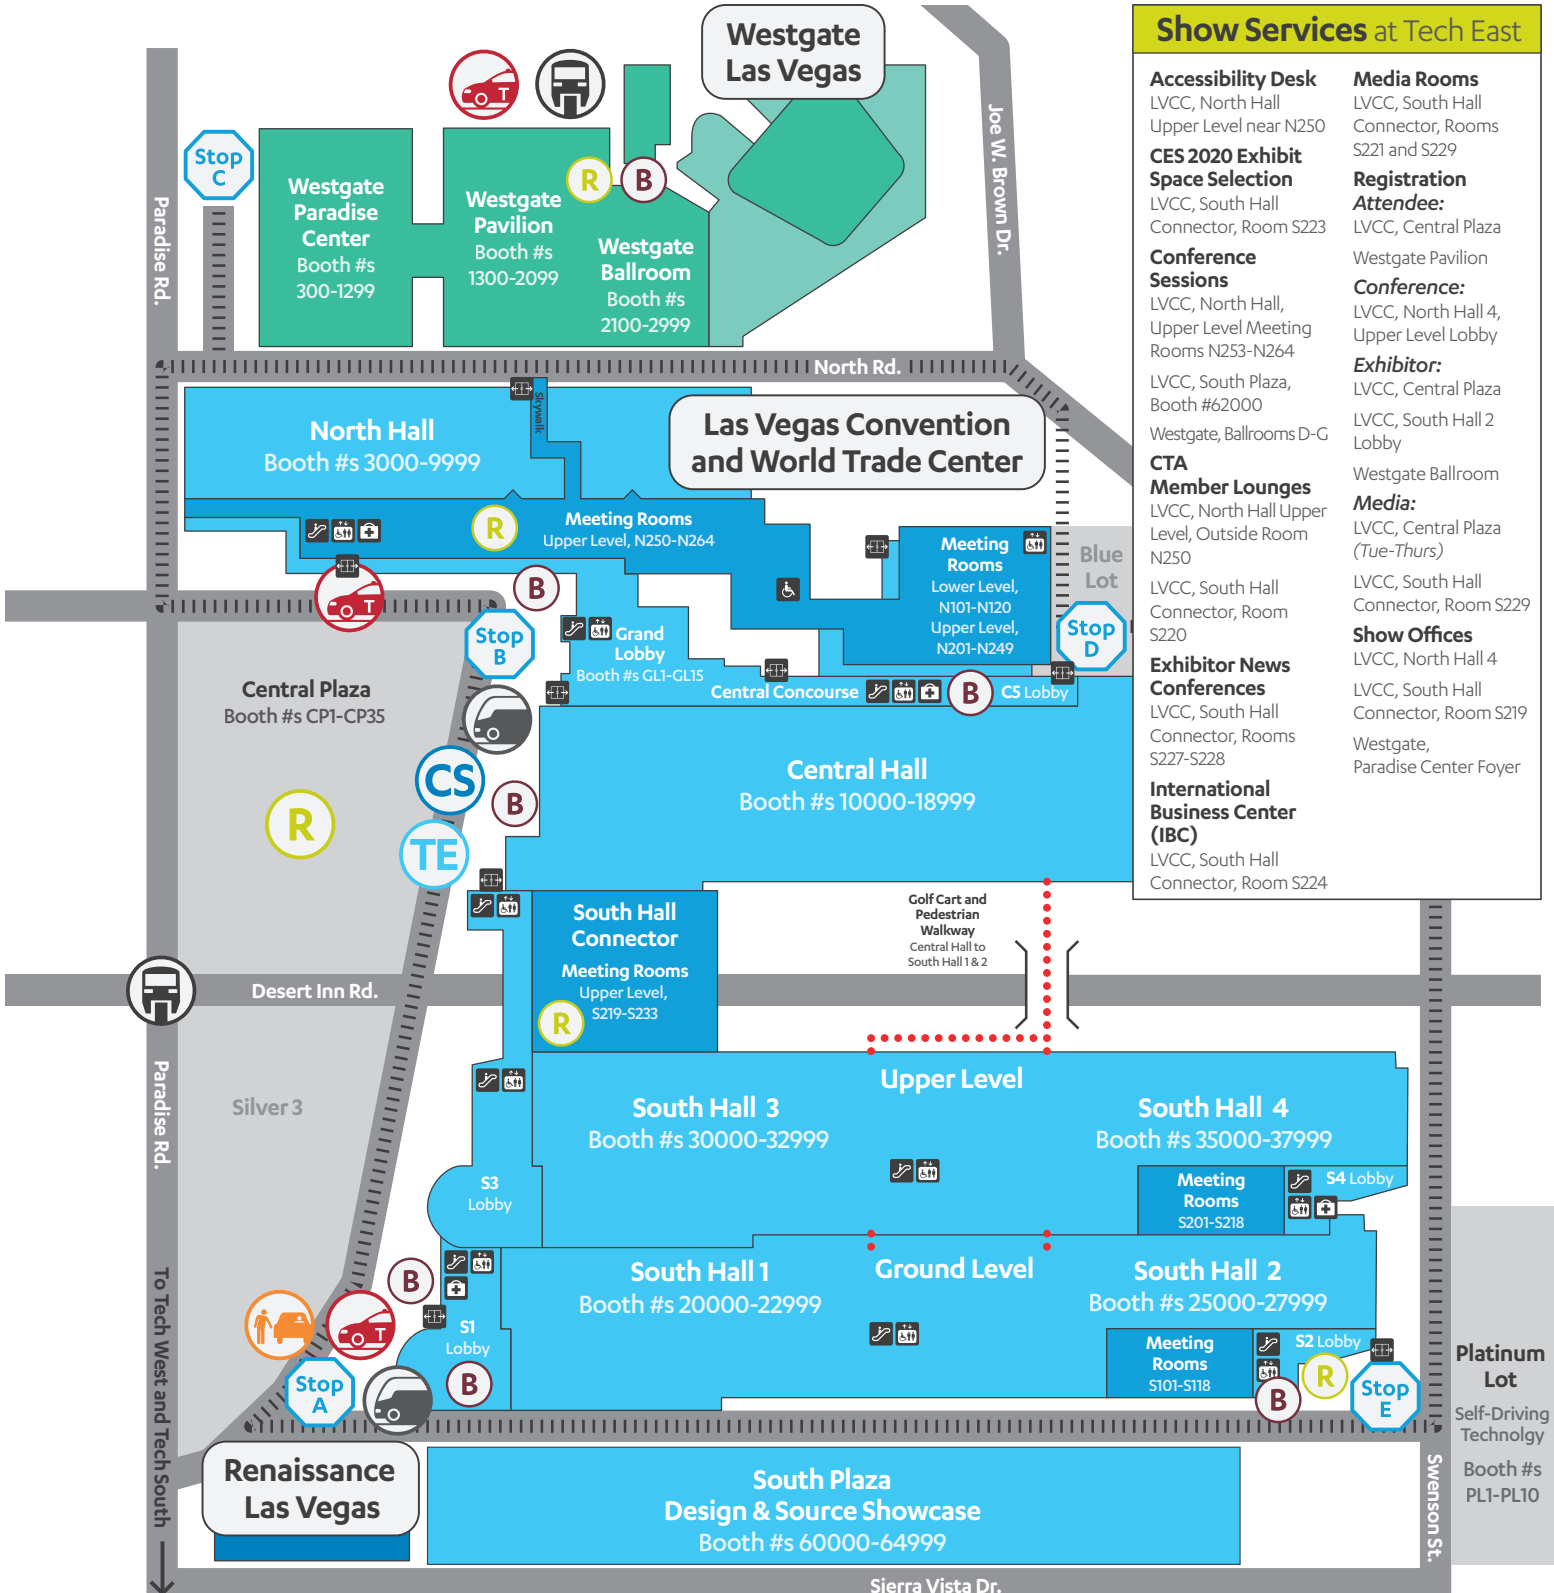 Westgate
Las Vegas
Stop
C
T
R
B
Westgate
Paradise
Center
Booth #s
300-1299
Westgate
Pavilion
Booth #s
1300-2099
Westgate
Ballroom
Booth #s
2100-2999
Paradise Rd.
Joe W. Brown Dr.
North Rd.
Skywalk
North Hall
Booth #s 3000-9999
Las Vegas Convention
and World Trade Center
R
Meeting Rooms
Upper Level, N250-N264
Meeting
Rooms
Lower Level,
N101-N120
Upper Level,
N201-N249
Blue
Lot
Stop
D
T
B
Stop
B
Grand
Lobby
Booth #s GL1-GL15
Central Concourse
B
C5 Lobby
Central Plaza
Booth #s CP1-CP35
CS
B
R
TE
Central Hall
Booth #s 10000-18999
South Hall
Connector
Meeting Rooms
Upper Level,
S219-S233
R
Golf Cart and
Pedestrian
Walkway
Central Hall to
South Hall 1 & 2
Desert Inn Rd.
Paradise Rd.
Silver 3
Upper Level
South Hall 3
Booth #s 30000-32999
South Hall 4
Booth #s 35000-37999
S3
Lobby
Meeting
Rooms
S201-S218
S4 Lobby
South Hall 1
Booth #s 20000-22999
Ground Level
South Hall 2
Booth #s 25000-27999
B
T
S1
Lobby
B
Stop
A
Meeting
Rooms
S101-S118
S2 Lobby
R
B
Stop
E
Platinum
Lot
Self-Driving
Technolgy
Booth #s
PL1-PL10
To Tech West and Tech South
Renaissance
Las Vegas
South Plaza
Design & Source Showcase
Booth #s 60000-64999
Swenson St.
Sierra Vista Dr.
Show Services at Tech East
Accessibility Desk
LVCC, North Hall
Upper Level near N250
CES 2020 Exhibit
Space Selection
LVCC, South Hall
Connector, Room S223
Conference
Sessions
LVCC, North Hall,
Upper Level Meeting
Rooms N253-N264
LVCC, South Plaza,
Booth #62000
Westgate, Ballrooms D-G
CTA
Member Lounges
LVCC, North Hall Upper
Level, Outside Room
N250
LVCC, South Hall
Connector, Room
S220
Exhibitor News
Conferences
LVCC, South Hall
Connector, Rooms
S227-S228
International
Business Center
(IBC)
LVCC, South Hall
Connector, Room S224
Media Rooms
LVCC, South Hall
Connector, Rooms
S221 and S229
Registration
Attendee:
LVCC, Central Plaza
Westgate Pavilion
Conference:
LVCC, North Hall 4,
Upper Level Lobby
Exhibitor:
LVCC, Central Plaza
LVCC, South Hall 2
Lobby
Westgate Ballroom
Media:
LVCC, Central Plaza
(Tue-Thurs)
LVCC, South Hall
Connector, Room S229
Show Offices
LVCC, North Hall 4
LVCC, South Hall
Connector, Room S219
Westgate,
Paradise Center Foyer